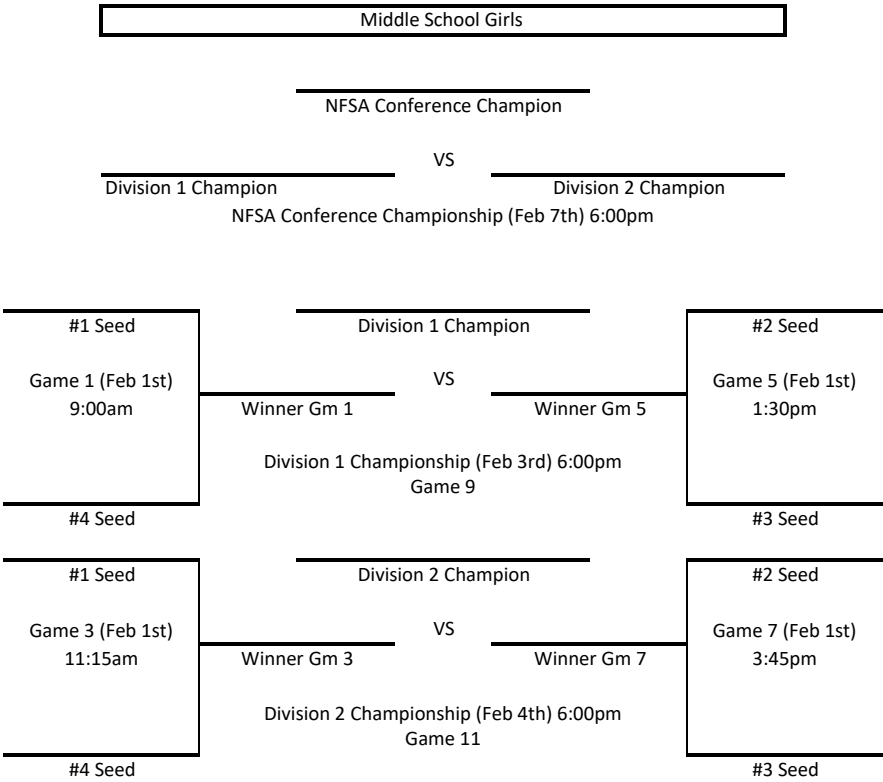 Middle School Girls
NFSA Conference Champion
VS
Division 1 Champion
Division 2 Champion
NFSA Conference Championship (Feb 7th) 6:00pm
#1 Seed
Division 1 Champion
#2 Seed
Game 1 (Feb 1st)
9:00am
VS
Game 5 (Feb 1st)
1:30pm
Winner Gm 1
Winner Gm 5
Division 1 Championship (Feb 3rd) 6:00pm
Game 9
#4 Seed
#3 Seed
#1 Seed
Division 2 Champion
#2 Seed
Game 3 (Feb 1st)
11:15am
VS
Game 7 (Feb 1st)
3:45pm
Winner Gm 3
Winner Gm 7
Division 2 Championship (Feb 4th) 6:00pm
Game 11
#4 Seed
#3 Seed